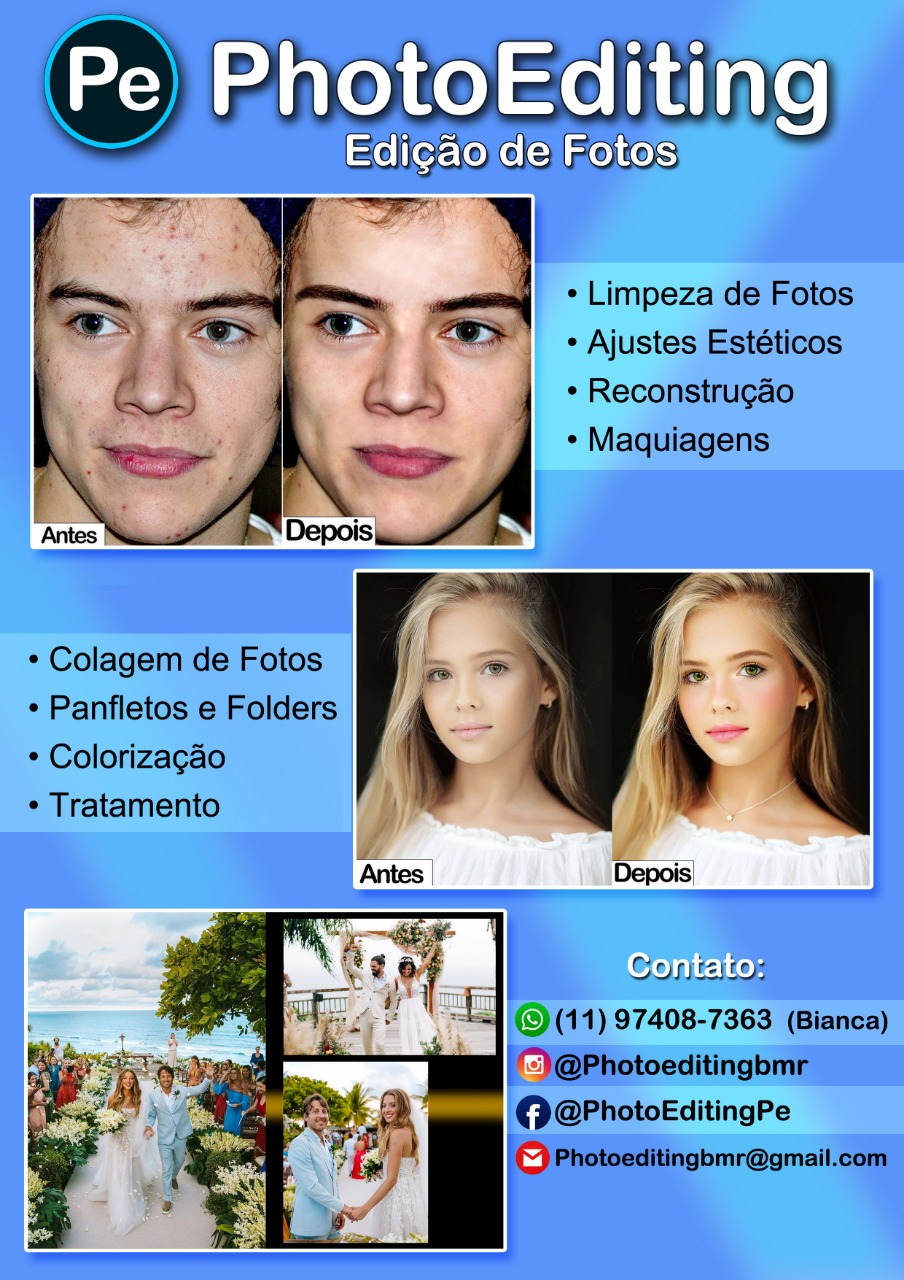 Pe
PhotoEditing
Edição de Fotos
Antes
Depois
• Limpeza de Fotos
• Ajustes Estéticos
• Reconstrução
• Maquiagens
• Colagem de Fotos
• Panfletos e Folders
• Colorização
• Tratamento
Antes
Depois
Contato:
(11) 97408-7363 (Bianca)
@Photoeditingbmr
@PhotoEditingPe
Photoeditingbmr@gmail.com